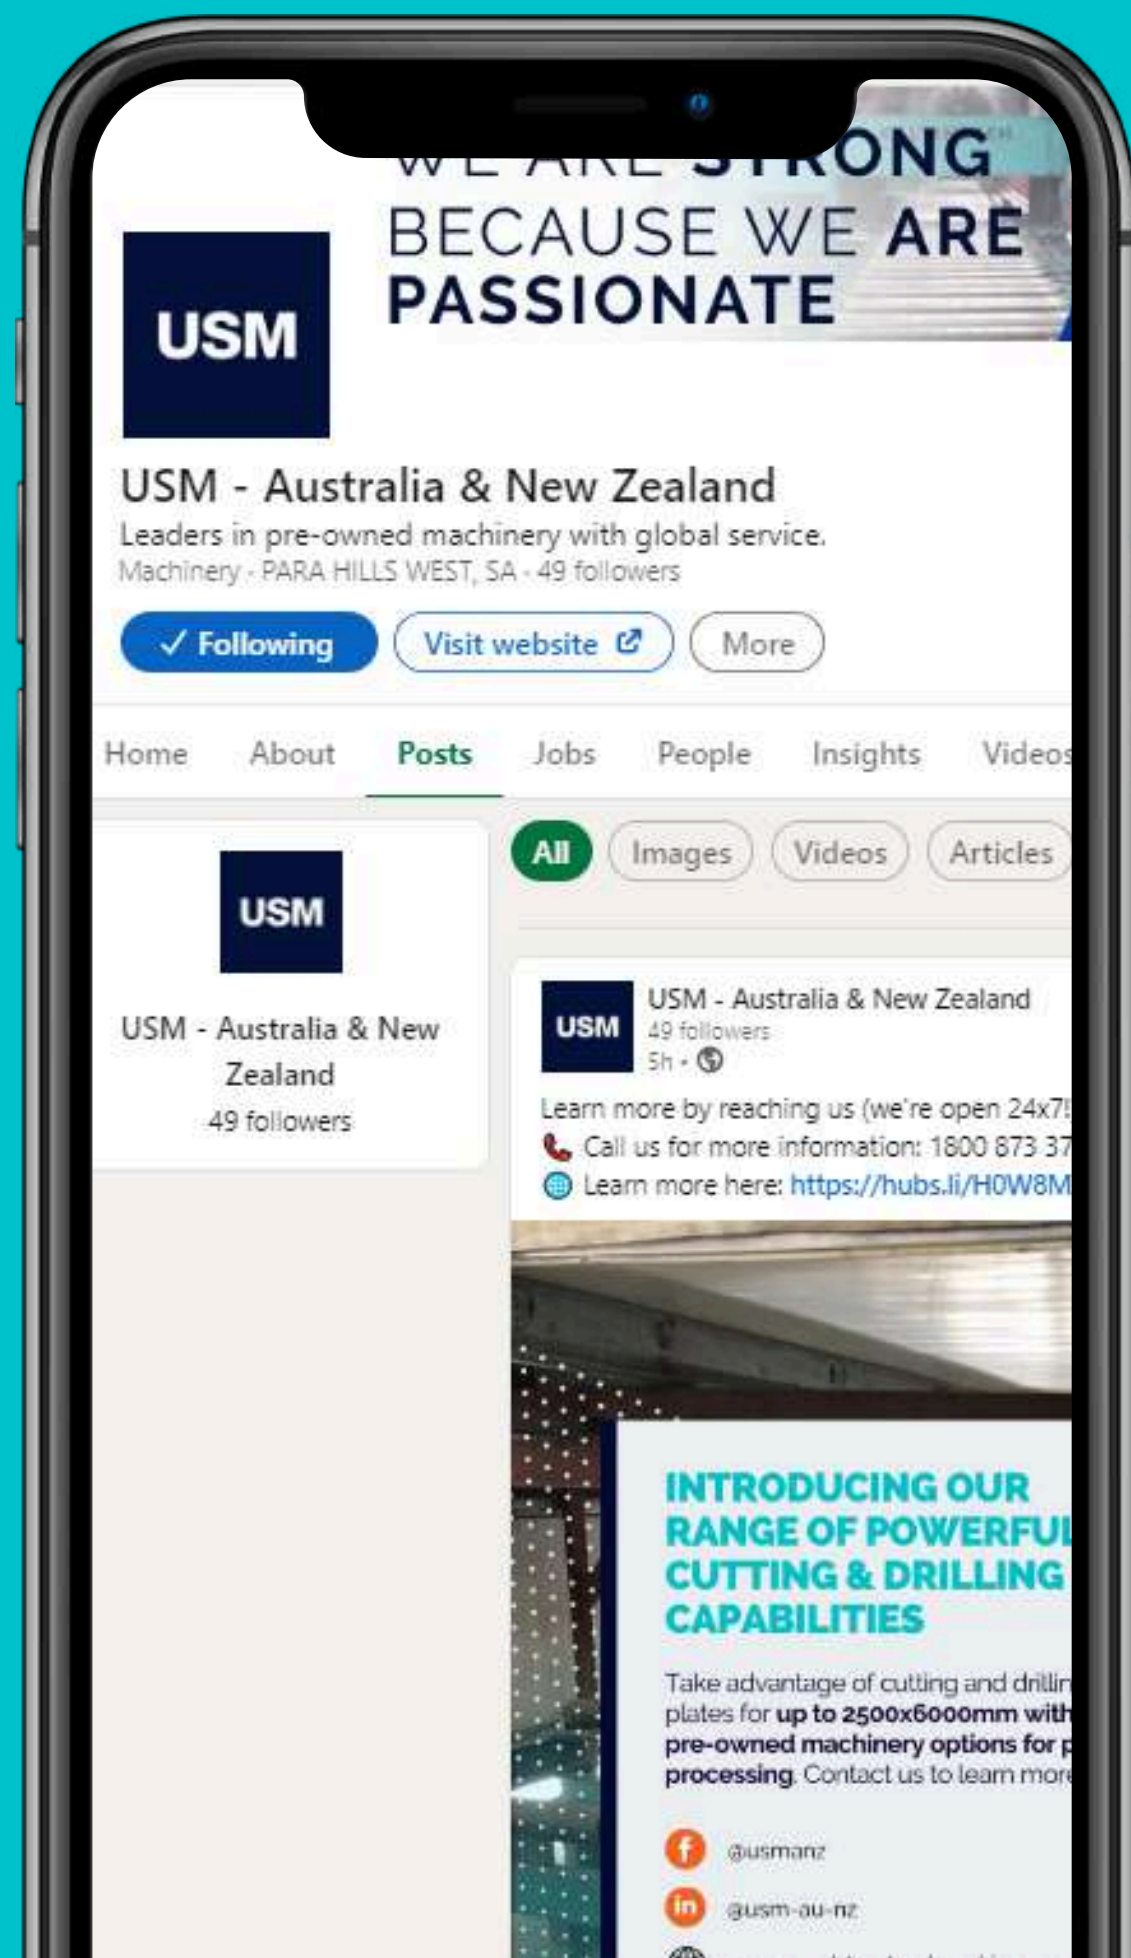 WE ARE STRONG
BECAUSE WE ARE
PASSIONATE
USM
USM - Australia & New Zealand
Leaders in pre-owned machinery with global service.
Machinery · PARA HILLS WEST, SA · 49 followers
✓ Following
Visit website
More
Home About Posts Jobs People Insights Videos
All Images Videos Articles
USM
USM - Australia & New
Zealand
49 followers
USM
USM - Australia & New Zealand
49 followers
5h •
Learn more by reaching us (we're open 24x7!
Call us for more information: 1800 873 37
Learn more here: https://hubs.li/H0W8M
INTRODUCING OUR
RANGE OF POWERFUL
CUTTING & DRILLING
CAPABILITIES
Take advantage of cutting and drillin
plates for up to 2500x6000mm with
pre-owned machinery options for p
processing. Contact us to learn more
f @usmanz
in @usm-au-nz